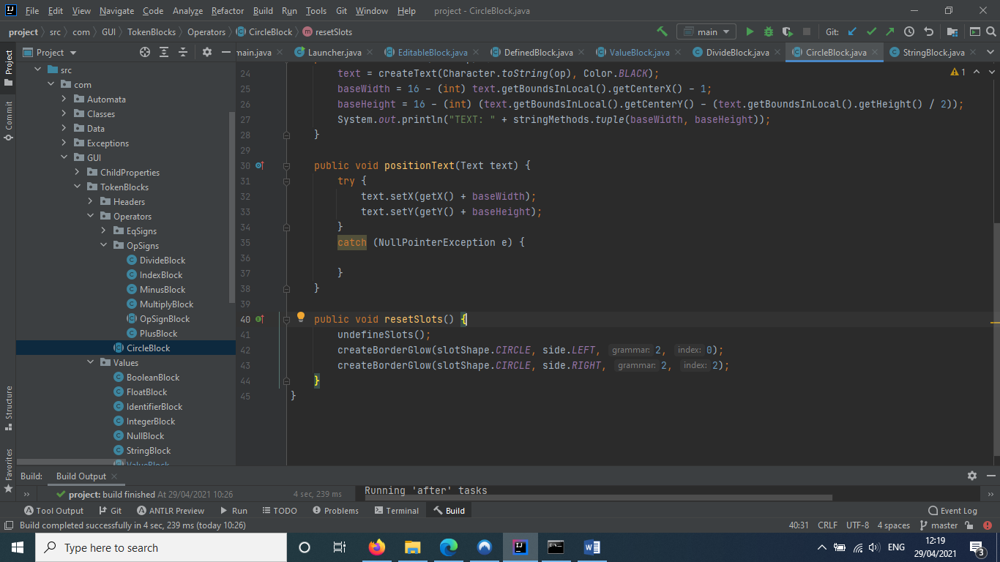 File Edit View Navigate Code Analyze Refactor Build Run Tools Git Window Help project - CircleBlock.java
project src com GUI TokenBlocks Operators CircleBlock resetSlots main Git:
Project main.java Launcher.java EditableBlock.java DefinedBlock.java ValueBlock.java DivideBlock.java CircleBlock.java StringBlock.java
Project
Commit
Structure
Favorites
src
com
Automata
Classes
Data
Exceptions
GUI
ChildProperties
TokenBlocks
Headers
Operators
EqSigns
OpSigns
DivideBlock
IndexBlock
MinusBlock
MultiplyBlock
OpSignBlock
PlusBlock
CircleBlock
Values
BooleanBlock
FloatBlock
IdentifierBlock
IntegerBlock
NullBlock
StringBlock
ValueBlock
1
24 text = createText(Character.toString(op), Color.BLACK);
25 baseWidth = 16 - (int) text.getBoundsInLocal().getCenterX() - 1;
26 baseHeight = 16 - (int) (text.getBoundsInLocal().getCenterY() - (text.getBoundsInLocal().getHeight() / 2));
27 System.out.println("TEXT: " + stringMethods.tuple(baseWidth, baseHeight));
28 }
29
30 public void positionText(Text text) {
31 try {
32 text.setX(getX() + baseWidth);
33 text.setY(getY() + baseHeight);
34 }
35 catch (NullPointerException e) {
36
37 }
38 }
39
40 public void resetSlots() {
41 undefineSlots();
42 createBorderGlow(slotShape.CIRCLE, side.LEFT, grammar: 2, index: 0);
43 createBorderGlow(slotShape.CIRCLE, side.RIGHT, grammar: 2, index: 2);
44 }
45 }
Build: Build Output
project: build finished At 29/04/2021 10:26 4 sec, 239 ms Running 'after' tasks
Tool Output Git ANTLR Preview Run TODO Problems Terminal Build Event Log
Build completed successfully in 4 sec, 239 ms (today 10:26) 40:31 CRLF UTF-8 4 spaces master
Type here to search ENG 12:19
29/04/2021 3